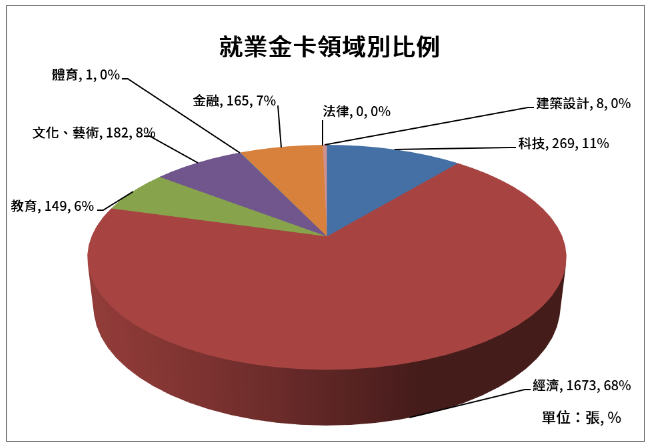 就業金卡領域別比例
體育, 1, 0%
金融, 165, 7%
法律, 0, 0%
建築設計, 8, 0%
文化、藝術, 182, 8%
科技, 269, 11%
教育, 149, 6%
經濟, 1673, 68%
單位：張, %